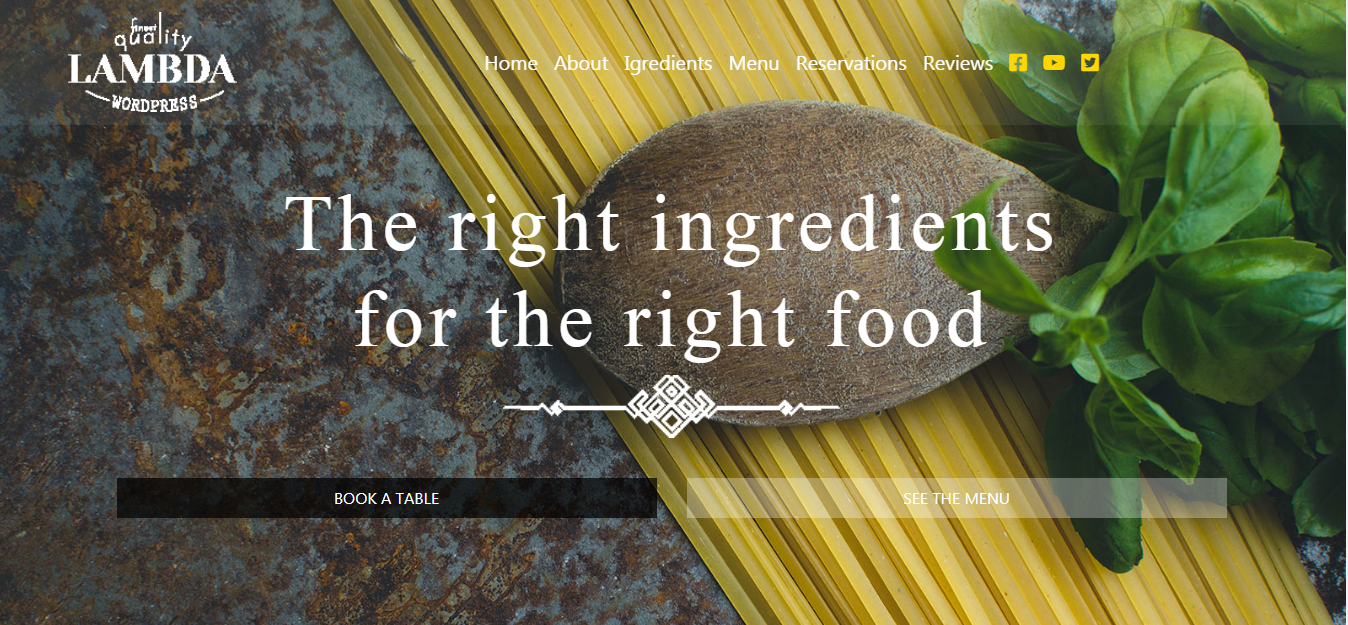 finest
quality
LAMBDA
WORDPRESS
Home About Igredients Menu Reservations Reviews
The right ingredients
for the right food
BOOK A TABLE SEE THE MENU